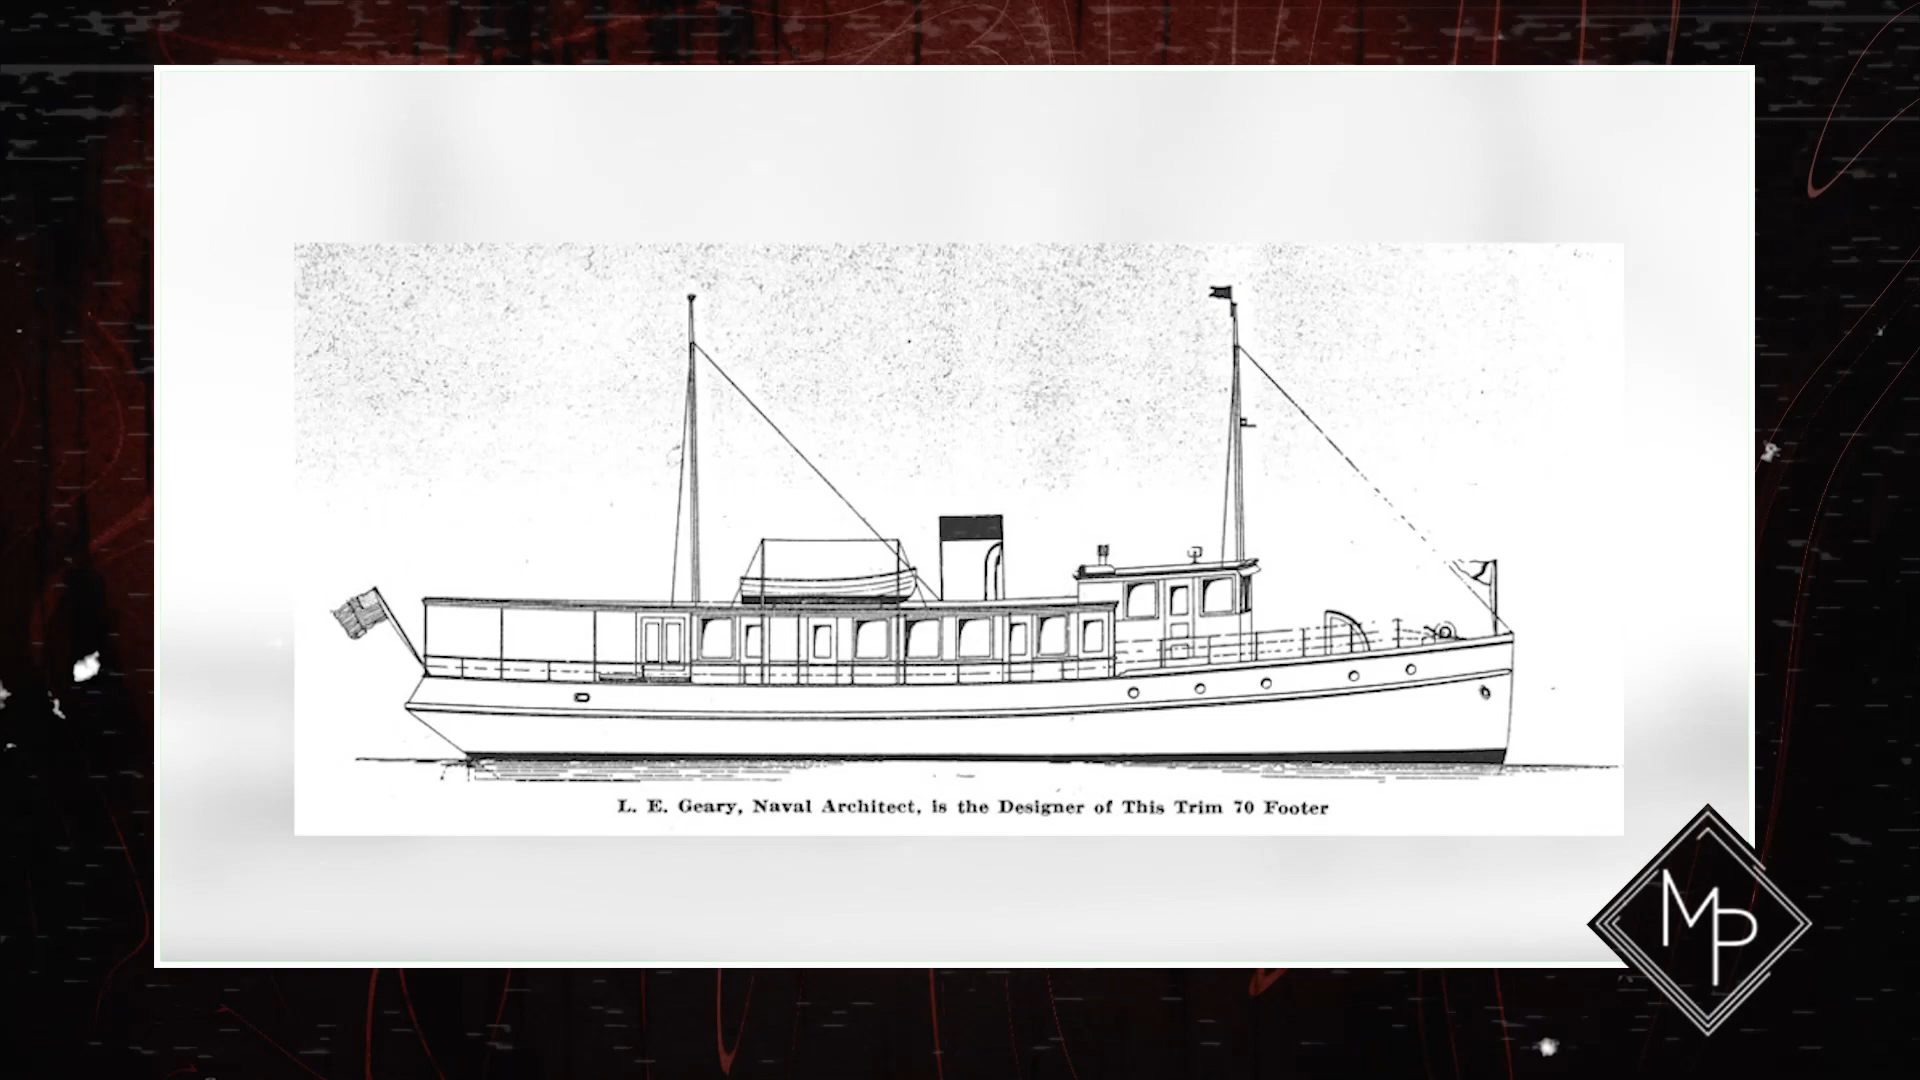 L. E. Geary, Naval Architect, is the Designer of This Trim 70 Footer
MP